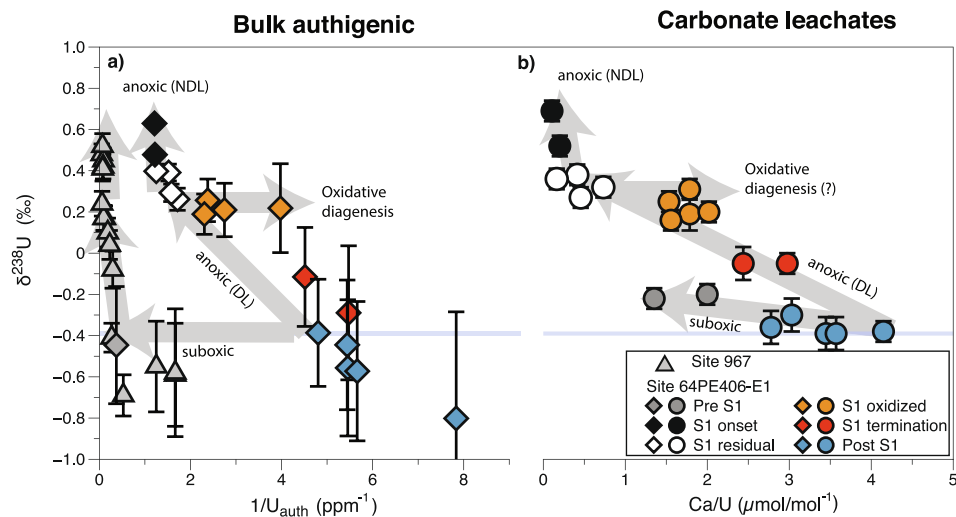 Bulk authigenic
Carbonate leachates
a)
anoxic (NDL)
1.0
0.8
0.6
0.4
0.2
0
−0.2
−0.4
−0.6
−0.8
−1.0
δ²³⁸U (‰)
Oxidative
diagenesis
anoxic (DL)
suboxic
0
2
4
6
8
1/U_auth (ppm⁻¹)
b)
anoxic (NDL)
Oxidative
diagenesis (?)
anoxic (DL)
suboxic
Site 967
Site 64PE406-E1
Pre S1
S1 onset
S1 residual
S1 oxidized
S1 termination
Post S1
0
1
2
3
4
5
Ca/U (µmol/mol⁻¹)